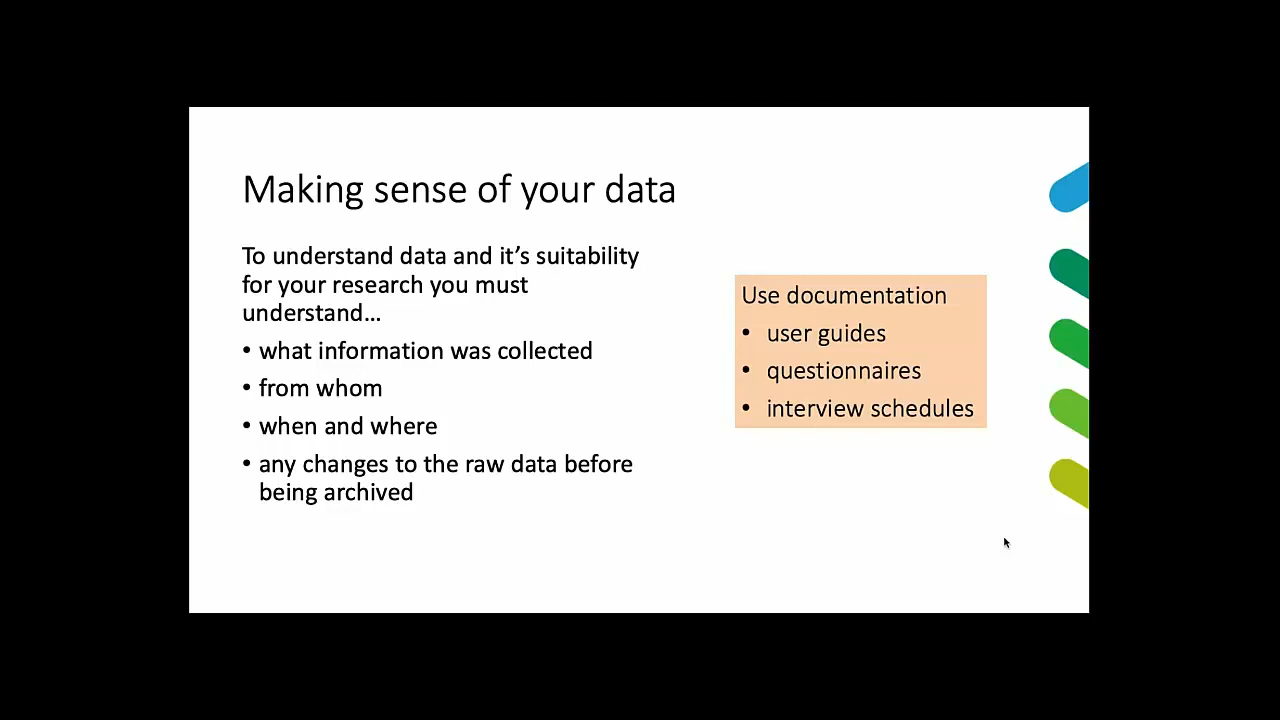 Making sense of your data
To understand data and it’s suitability
for your research you must
understand…
• what information was collected
• from whom
• when and where
• any changes to the raw data before
being archived
Use documentation
• user guides
• questionnaires
• interview schedules